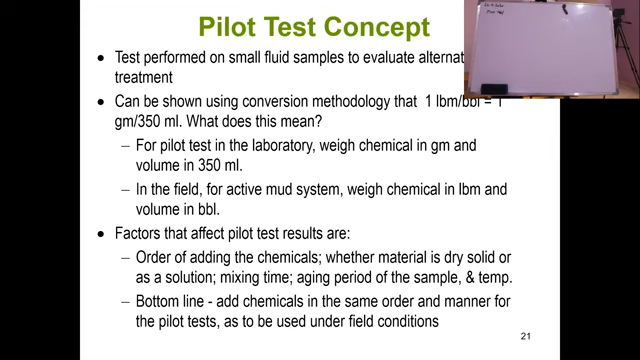 Pilot Test Concept
• Test performed on small fluid samples to evaluate
treatment
• Can be shown using conversion methodology that 1 lbm/bbl = 1
gm/350 ml. What does this mean?
– For pilot test in the laboratory, weigh chemical in gm and
volume in 350 ml.
– In the field, for active mud system, weigh chemical in lbm and
volume in bbl.
• Factors that affect pilot test results are:
– Order of adding the chemicals; whether material is dry solid or
as a solution; mixing time; aging period of the sample, & temp.
– Bottom line - add chemicals in the same order and manner for
the pilot tests, as to be used under field conditions
21